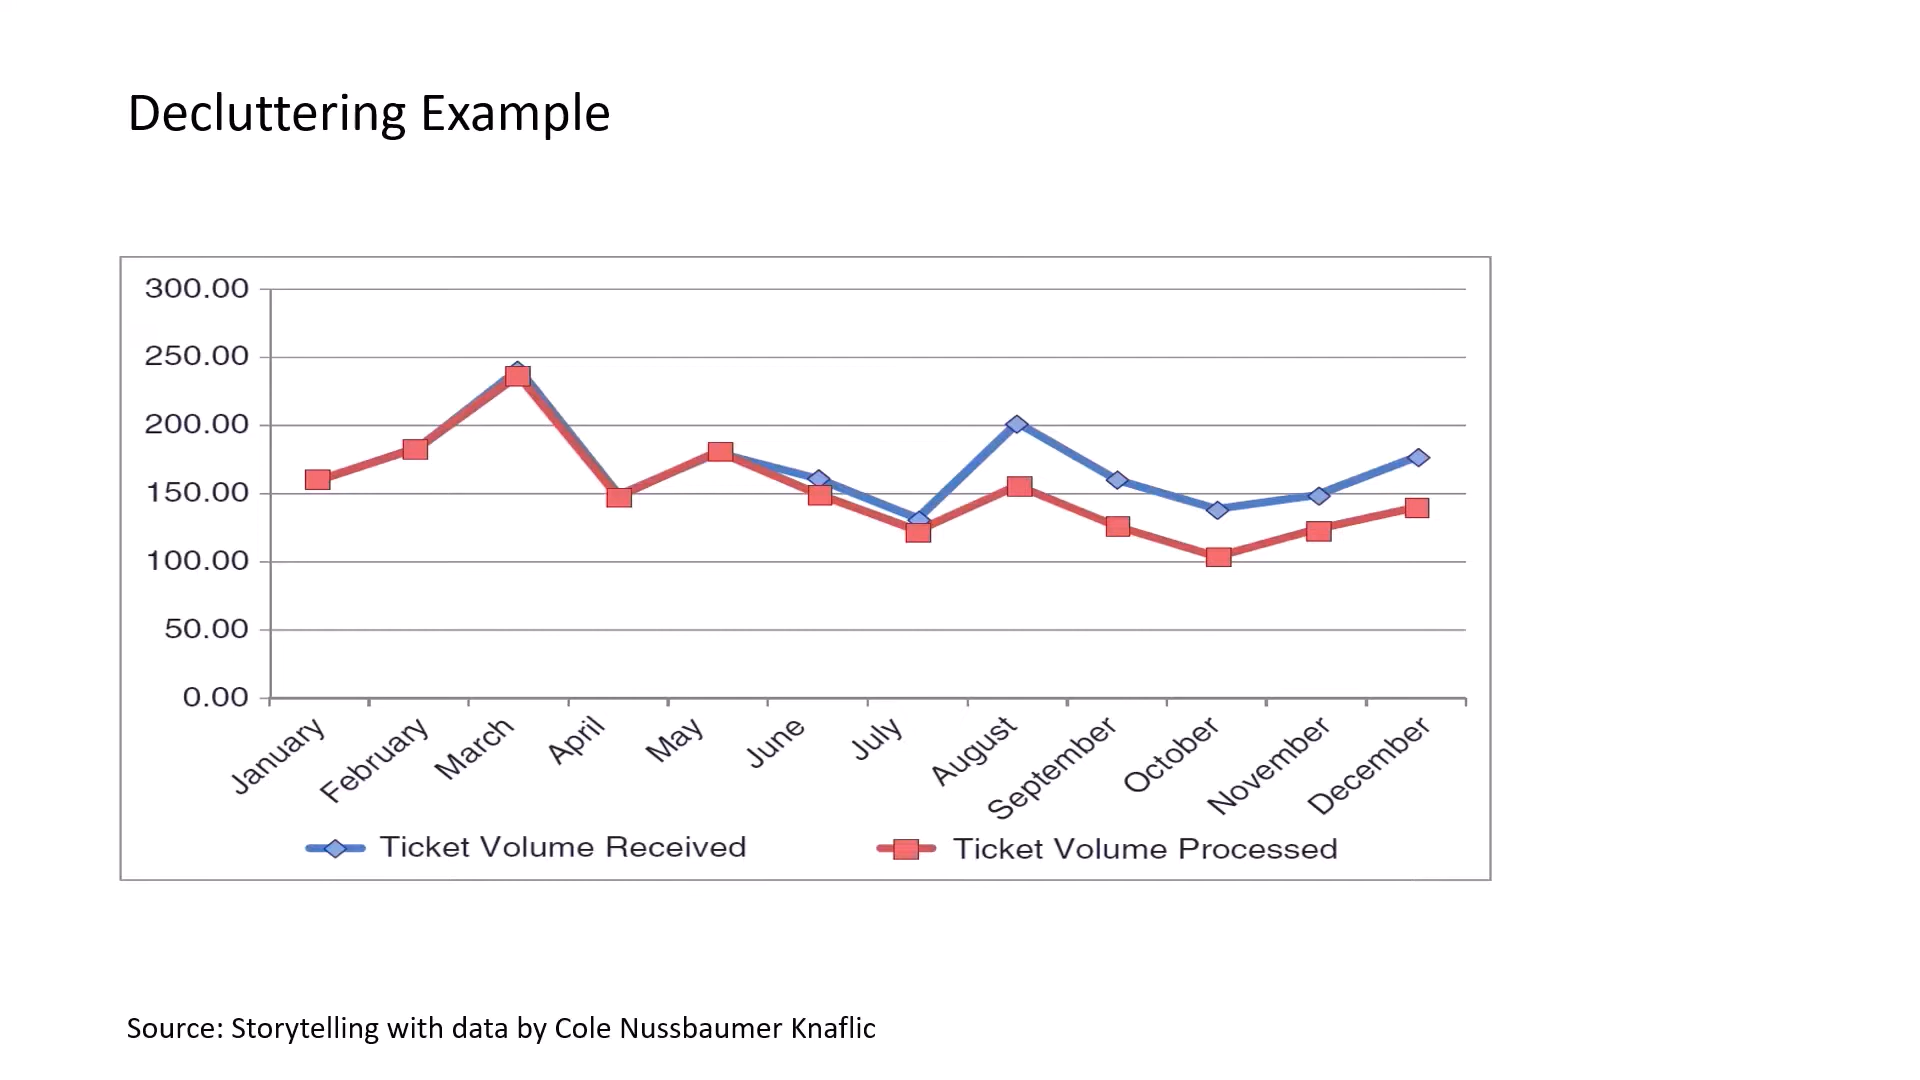 Decluttering Example
300.00
250.00
200.00
150.00
100.00
50.00
0.00
January February March April May June July August September October November December
Ticket Volume Received Ticket Volume Processed
Source: Storytelling with data by Cole Nussbaumer Knaflic